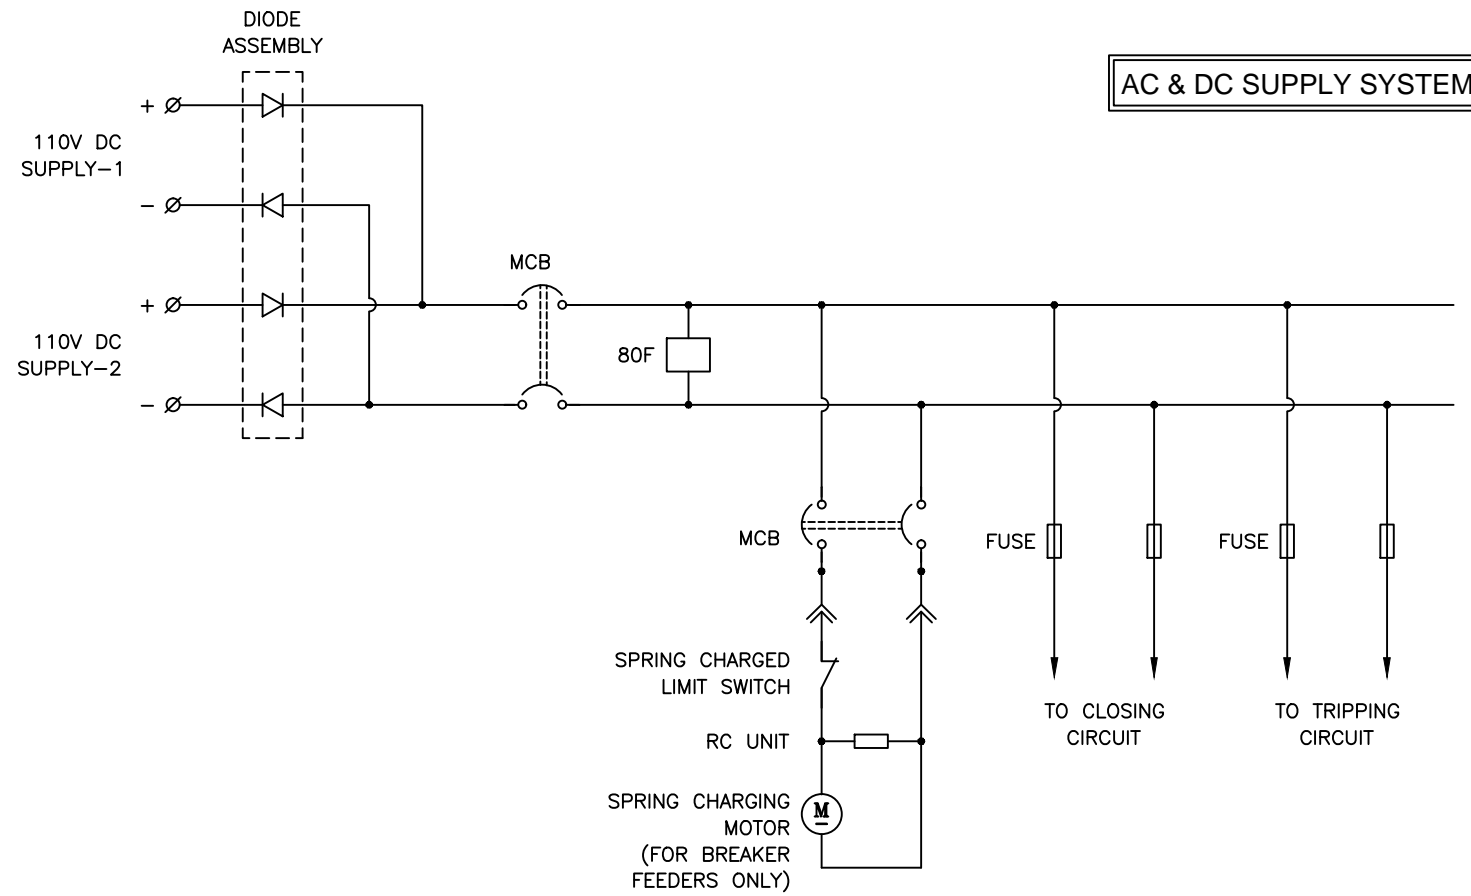 DIODE
ASSEMBLY
AC & DC SUPPLY SYSTEM
+
110V DC
SUPPLY-1
-
+
110V DC
SUPPLY-2
-
MCB
80F
MCB
FUSE
FUSE
SPRING CHARGED
LIMIT SWITCH
TO CLOSING
CIRCUIT
TO TRIPPING
CIRCUIT
RC UNIT
SPRING CHARGING
MOTOR
(FOR BREAKER
FEEDERS ONLY)
M